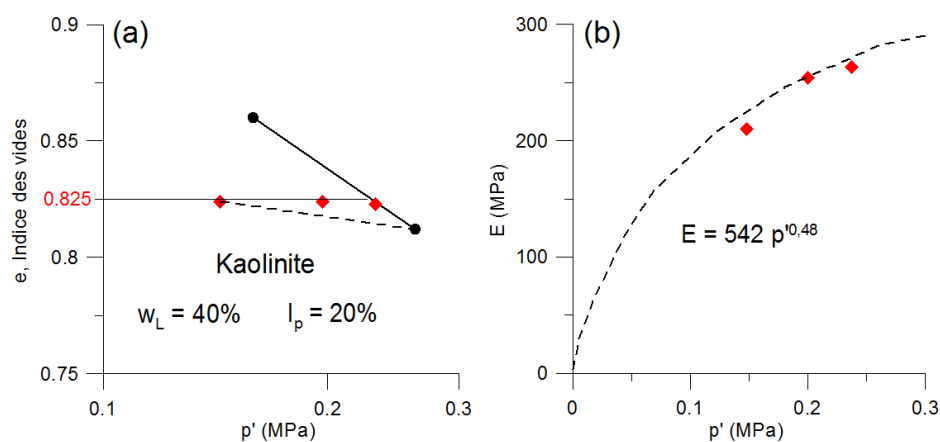 (a)
0.9
0.85
0.825
0.8
0.75
e, Indice des vides
Kaolinite
w_L = 40% I_p = 20%
0.1 0.2 0.3
p' (MPa)
(b)
300
200
100
0
E (MPa)
E = 542 p'^0,48
0 0.1 0.2 0.3
p' (MPa)